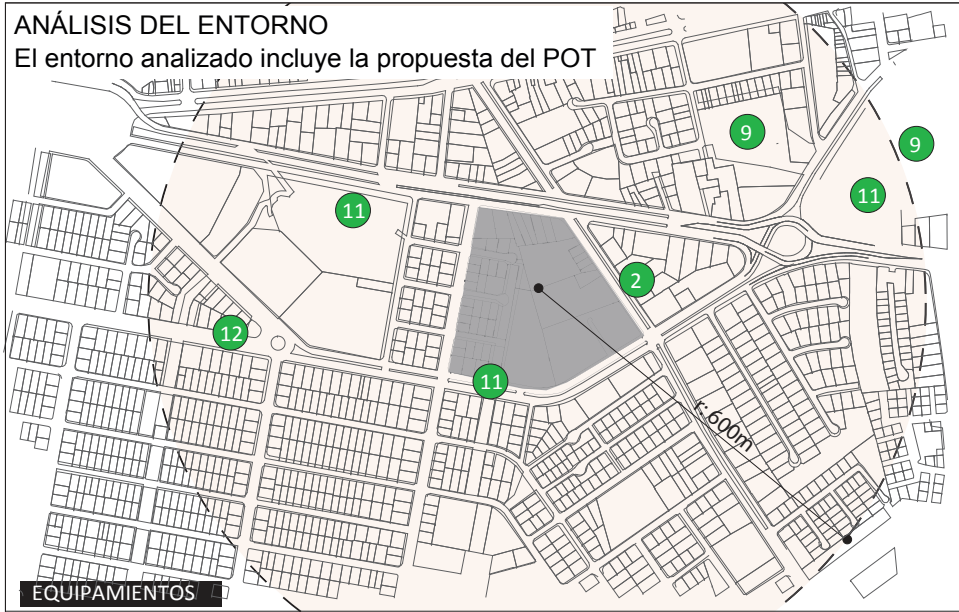 ANÁLISIS DEL ENTORNO
El entorno analizado incluye la propuesta del POT
9
9
11
11
2
12
11
r:600m
EQUIPAMIENTOS